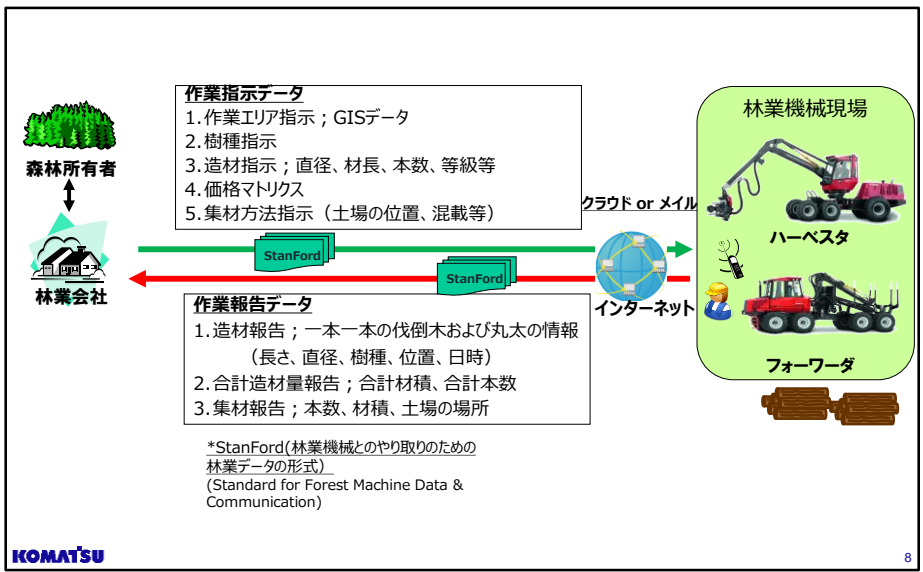 作業指示データ
1.作業エリア指示；GISデータ
2.樹種指示
3.造材指示；直径、材長、本数、等級等
4.価格マトリクス
5.集材方法指示（土場の位置、混載等）
森林所有者
林業会社
StanFord
StanFord
クラウド or メイル
インターネット
林業機械現場
ハーベスタ
フォーワーダ
作業報告データ
1.造材報告；一本一本の伐倒木および丸太の情報
（長さ、直径、樹種、位置、日時）
2.合計造材量報告；合計材積、合計本数
3.集材報告；本数、材積、土場の場所
*StanFord(林業機械とのやり取りのための
林業データの形式）
(Standard for Forest Machine Data &
Communication)
KOMATSU
8